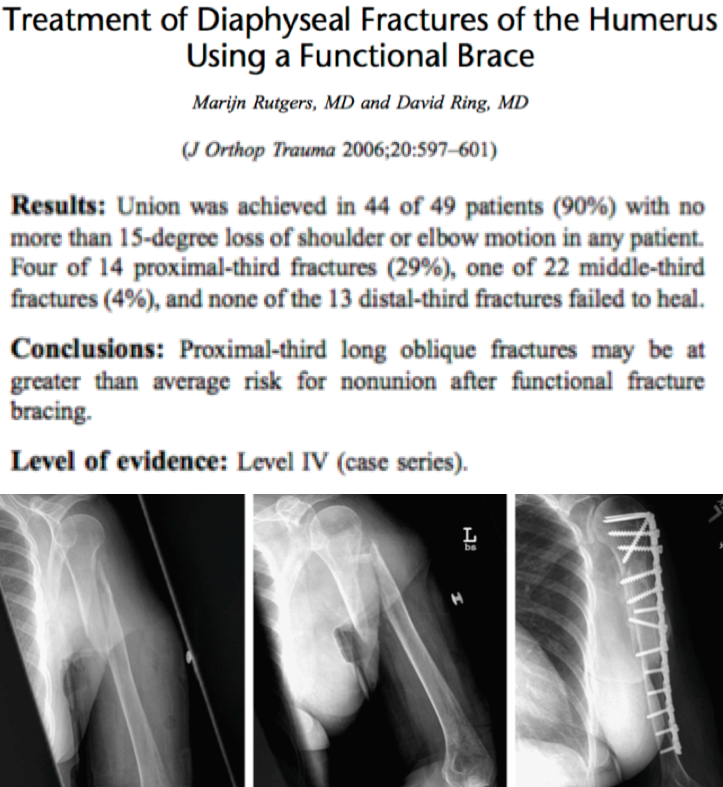 Treatment of Diaphyseal Fractures of the Humerus
Using a Functional Brace
Marijn Rutgers, MD and David Ring, MD
(J Orthop Trauma 2006;20:597–601)
Results: Union was achieved in 44 of 49 patients (90%) with no
more than 15-degree loss of shoulder or elbow motion in any patient.
Four of 14 proximal-third fractures (29%), one of 22 middle-third
fractures (4%), and none of the 13 distal-third fractures failed to heal.
Conclusions: Proximal-third long oblique fractures may be at
greater than average risk for nonunion after functional fracture
bracing.
Level of evidence: Level IV (case series).
L
bs